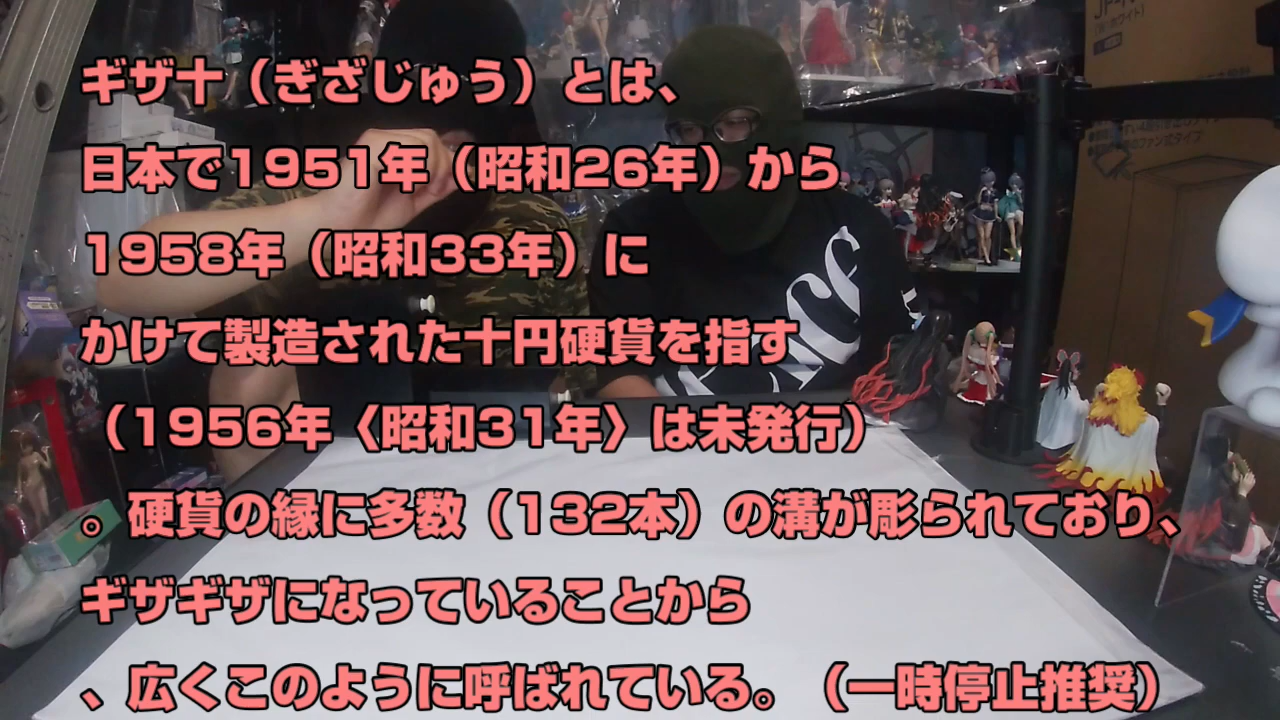 ギザ十（ぎざじゅう）とは、
日本で1951年（昭和26年）から
1958年（昭和33年）に
かけて製造された十円硬貨を指す
（1956年〈昭和31年〉は未発行）
。硬貨の縁に多数（132本）の溝が彫られており、
ギザギザになっていることから
、広くこのように呼ばれている。（一時停止推奨）